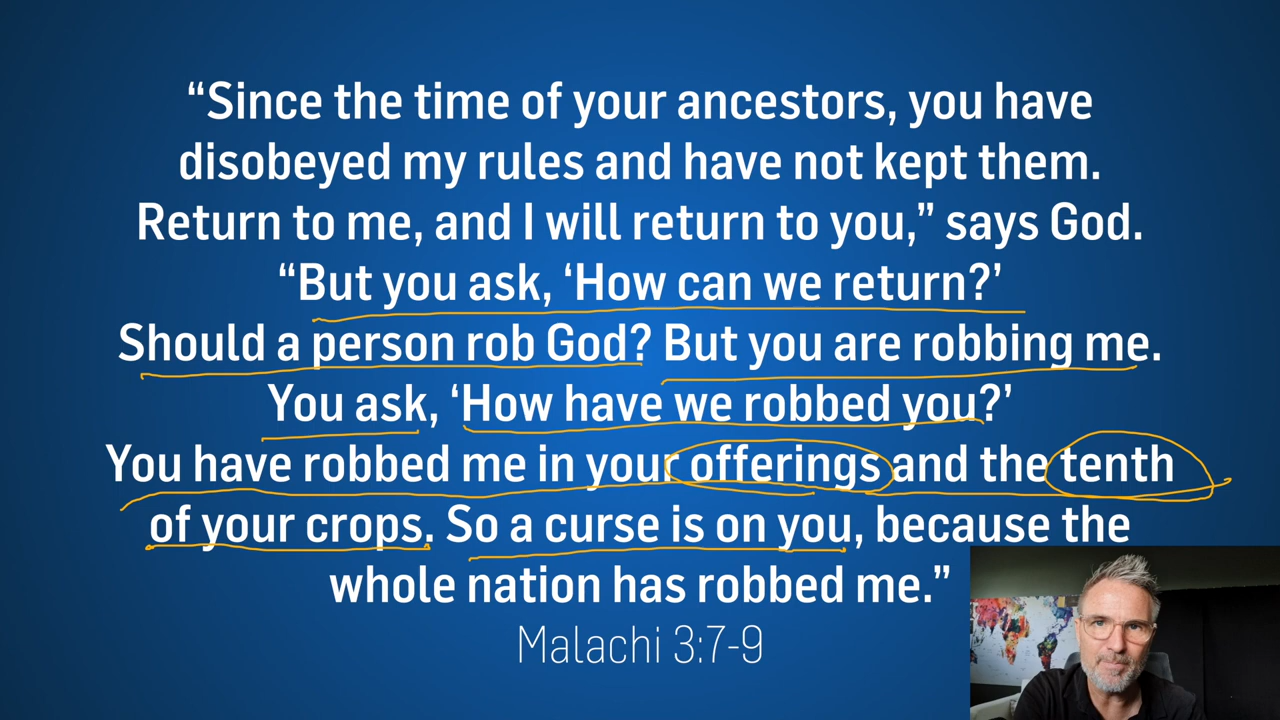 “Since the time of your ancestors, you have
disobeyed my rules and have not kept them.
Return to me, and I will return to you,” says God.
“But you ask, ‘How can we return?’
Should a person rob God? But you are robbing me.
You ask, ‘How have we robbed you?’
You have robbed me in your offerings and the tenth
of your crops. So a curse is on you, because the
whole nation has robbed me.”
Malachi 3:7-9